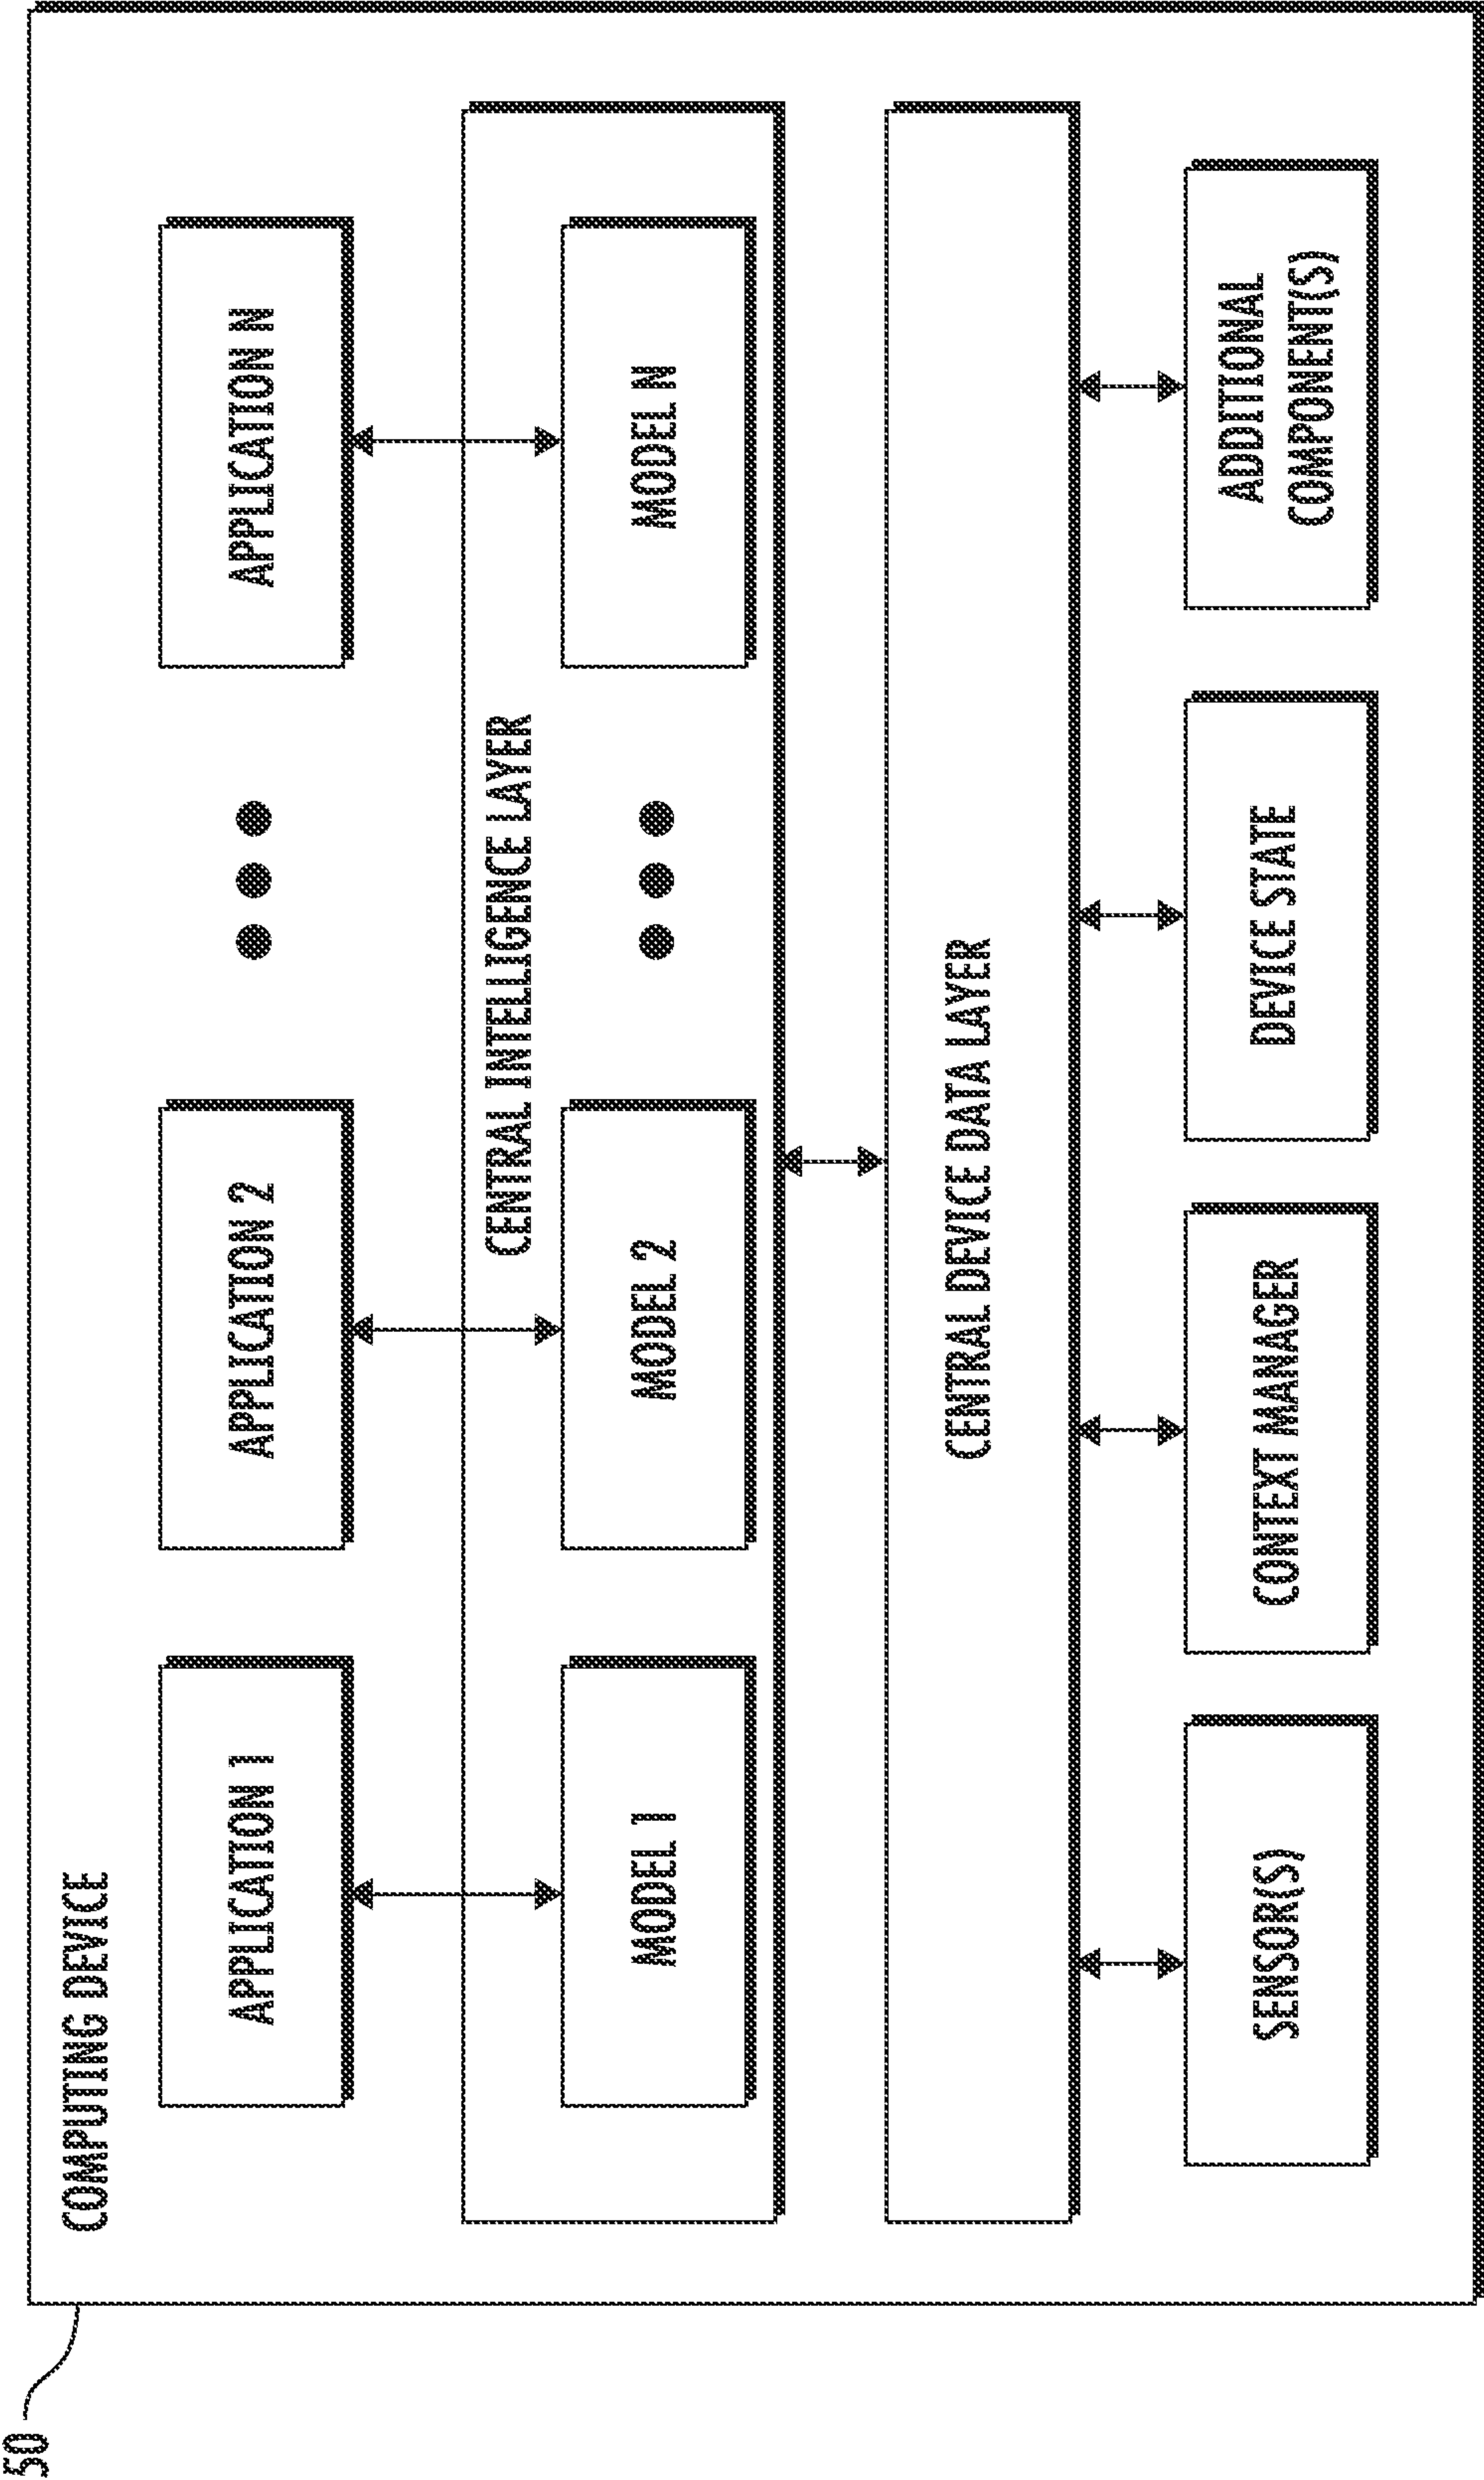 50
COMPUTING DEVICE
APPLICATION 1
APPLICATION 2
APPLICATION N
CENTRAL INTELLIGENCE LAYER
MODEL 1
MODEL 2
MODEL N
CENTRAL DEVICE DATA LAYER
SENSOR(S)
CONTEXT MANAGER
DEVICE STATE
ADDITIONAL
COMPONENT(S)